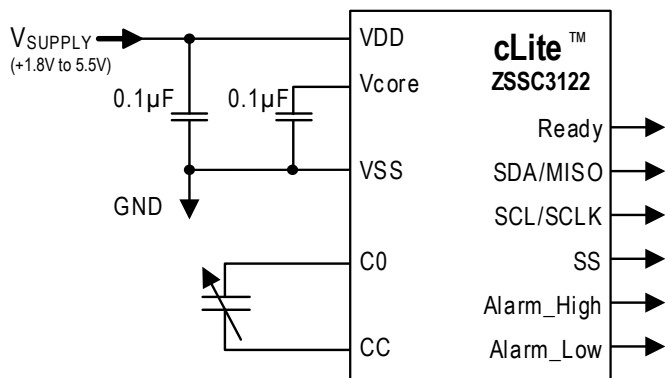 VSUPPLY
(+1.8V to 5.5V)
VDD
cLite™
ZSSC3122
Vcore
0.1µF
0.1µF
Ready
VSS
SDA/MISO
GND
SCL/SCLK
C0
SS
Alarm_High
CC
Alarm_Low